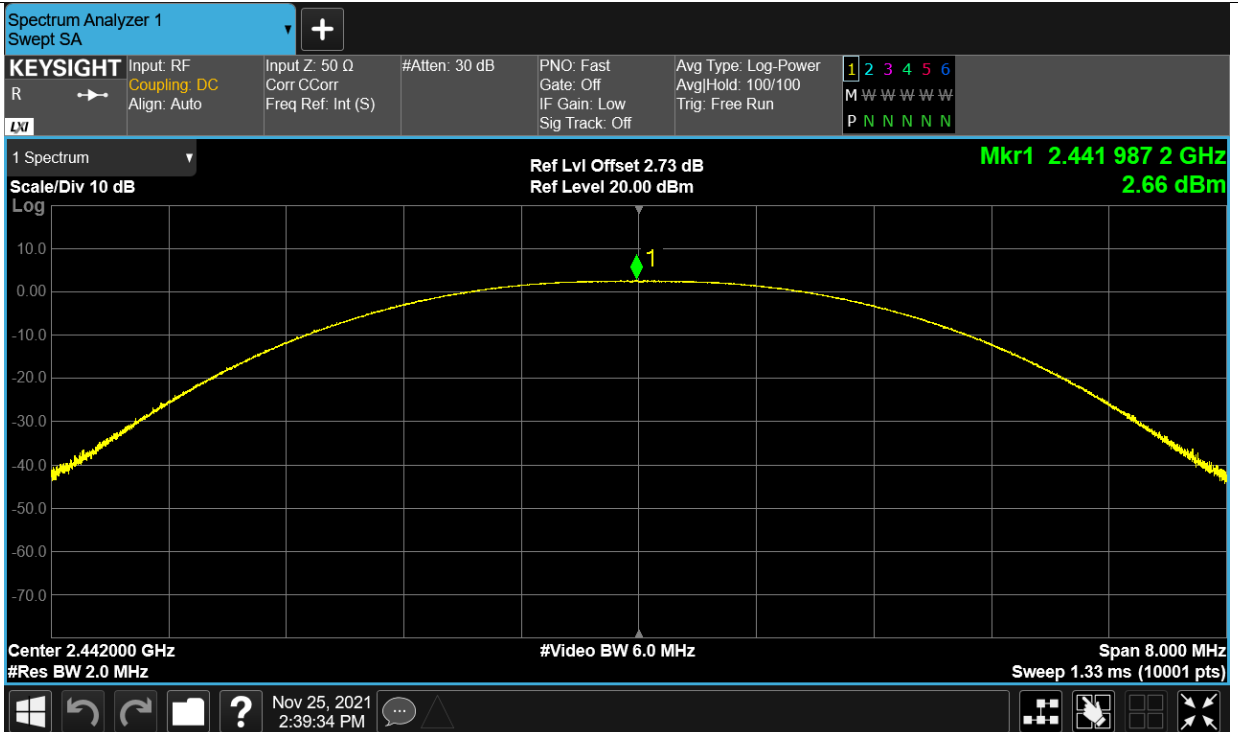 Spectrum Analyzer 1
Swept SA
KEYSIGHT
R
LXI
Input: RF
Coupling: DC
Align: Auto
Input Z: 50 Ω
Corr CCorr
Freq Ref: Int (S)
#Atten: 30 dB
PNO: Fast
Gate: Off
IF Gain: Low
Sig Track: Off
Avg Type: Log-Power
Avg|Hold: 100/100
Trig: Free Run
1 2 3 4 5 6
M W W W W W
P N N N N N
1 Spectrum
Scale/Div 10 dB
Log
Ref Lvl Offset 2.73 dB
Ref Level 20.00 dBm
Mkr1 2.441 987 2 GHz
2.66 dBm
1
10.0
0.00
-10.0
-20.0
-30.0
-40.0
-50.0
-60.0
-70.0
Center 2.442000 GHz
#Res BW 2.0 MHz
#Video BW 6.0 MHz
Span 8.000 MHz
Sweep 1.33 ms (10001 pts)
?
Nov 25, 2021
2:39:34 PM